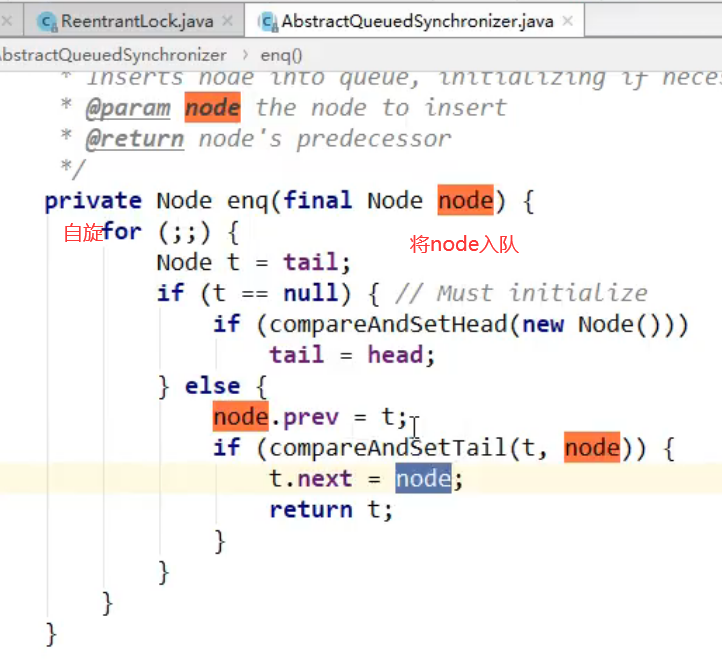 ReentrantLock.java × AbstractQueuedSynchronizer.java ×
AbstractQueuedSynchronizer › enq()
* Inserts node into queue, initializing if neces
* @param node the node to insert
* @return node's predecessor
*/
private Node enq(final Node node) {
自旋for (;;) { 将node入队
Node t = tail;
if (t == null) { // Must initialize
if (compareAndSetHead(new Node()))
tail = head;
} else {
node.prev = t;
if (compareAndSetTail(t, node)) {
t.next = node;
return t;
}
}
}
}